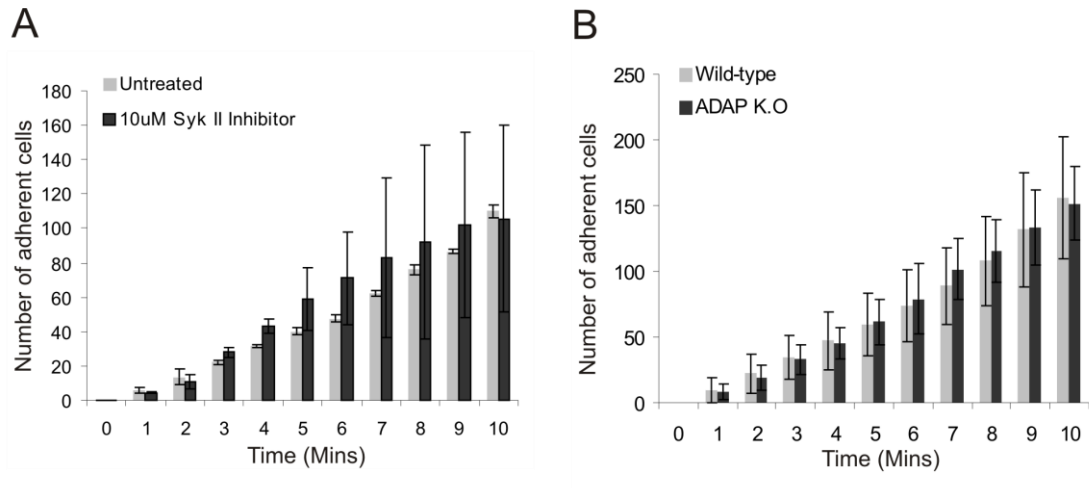 A
Untreated
10uM Syk II Inhibitor
Number of adherent cells
180
160
140
120
100
80
60
40
20
0
0 1 2 3 4 5 6 7 8 9 10
Time (Mins)
B
Wild-type
ADAP K.O
Number of adherent cells
250
200
150
100
50
0
0 1 2 3 4 5 6 7 8 9 10
Time (Mins)